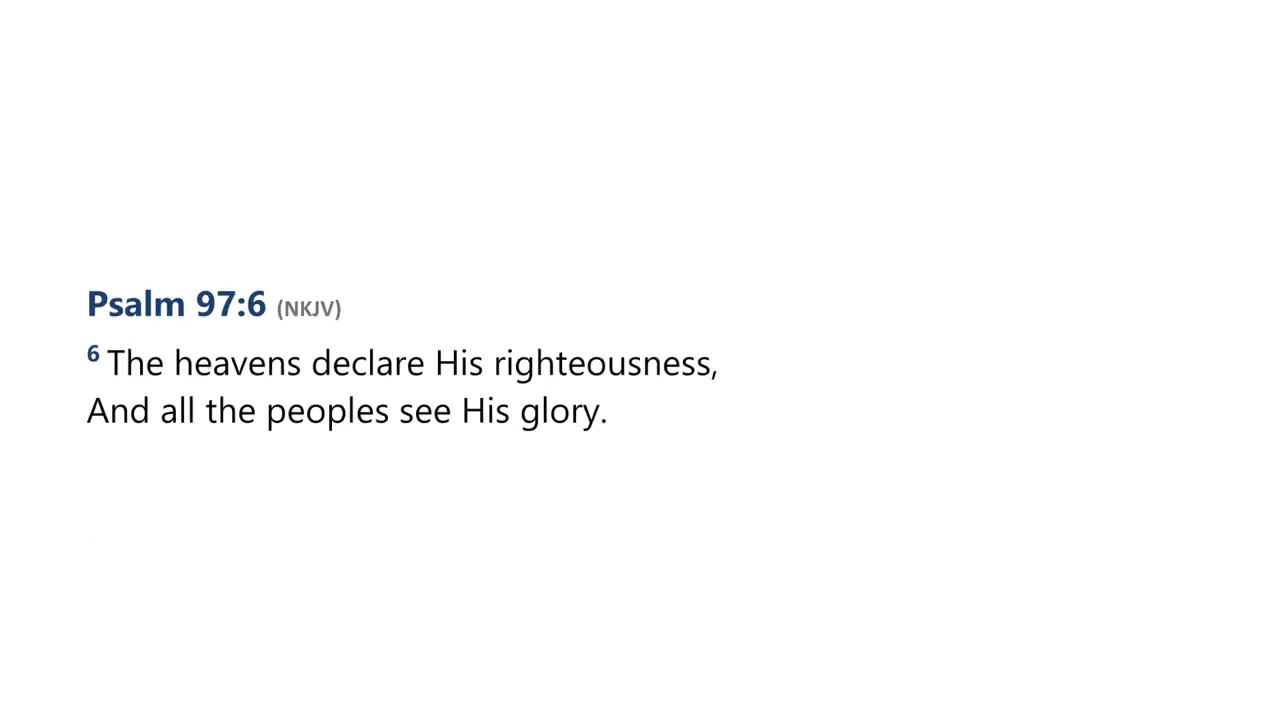 Psalm 97:6 (NKJV)
6 The heavens declare His righteousness,
And all the peoples see His glory.